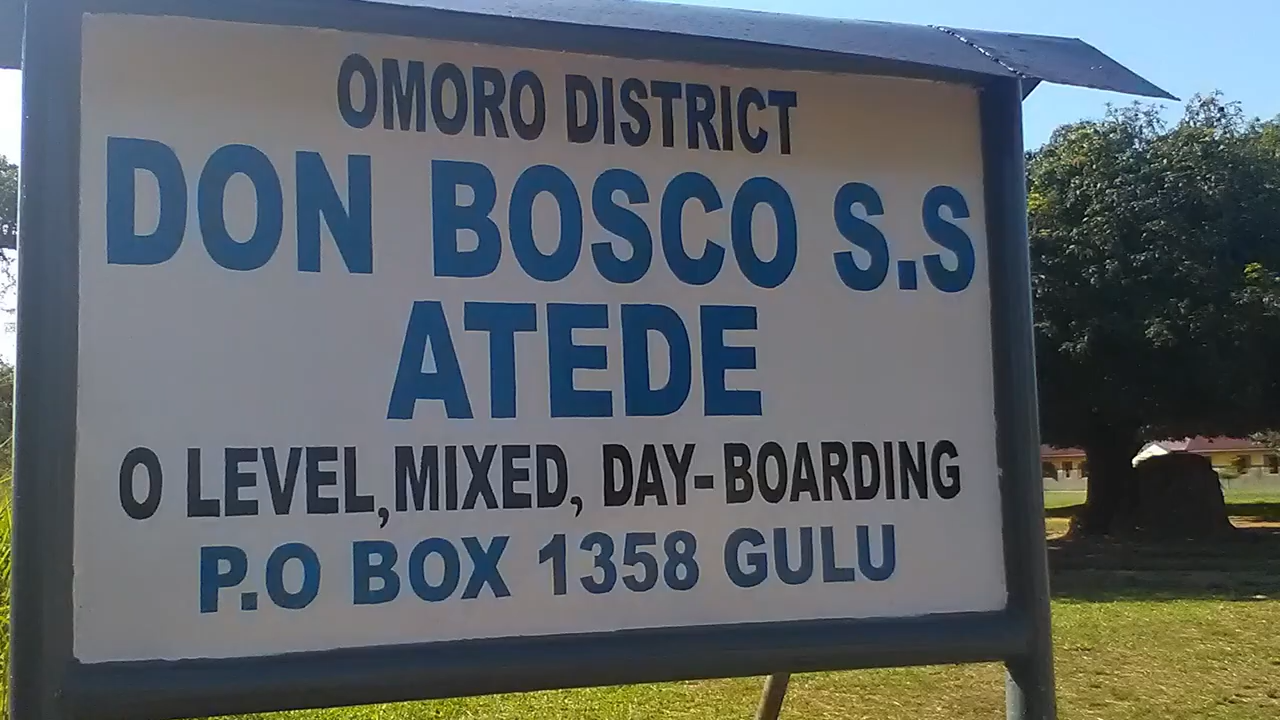 OMORO DISTRICT
DON BOSCO S.S
ATEDE
O LEVEL, MIXED, DAY-BOARDING
P.O BOX 1358 GULU